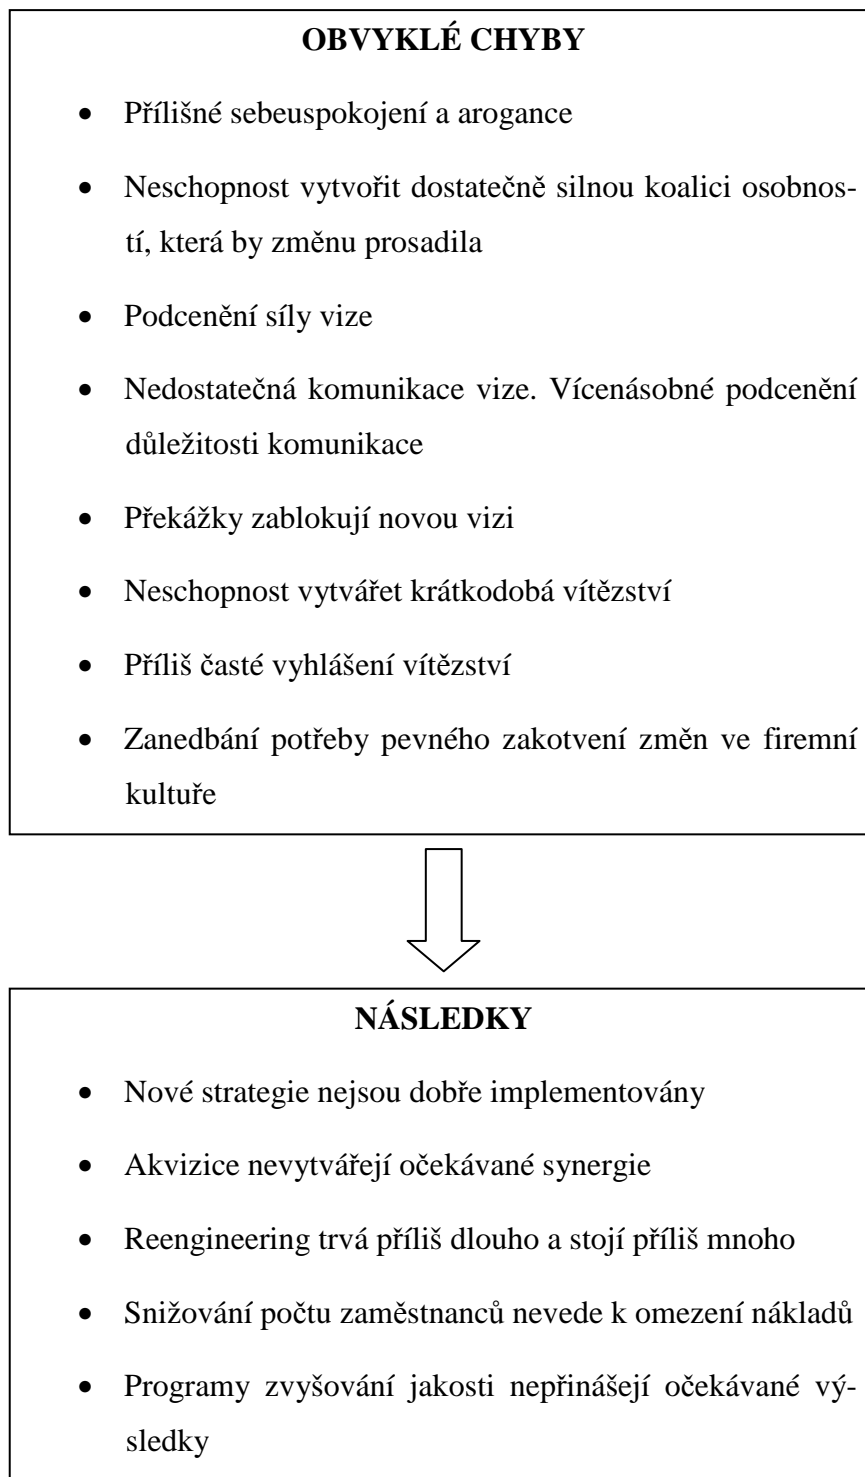 OBVYKLÉ CHYBY
• Přílišné sebeuspokojení a arogance
• Neschopnost vytvořit dostatečně silnou koalici osobnos-
tí, která by změnu prosadila
• Podcenění síly vize
• Nedostatečná komunikace vize. Vícenásobné podcenění
důležitosti komunikace
• Překážky zablokují novou vizi
• Neschopnost vytvářet krátkodobá vítězství
• Příliš časté vyhlášení vítězství
• Zanedbání potřeby pevného zakotvení změn ve firemní
kultuře
NÁSLEDKY
• Nové strategie nejsou dobře implementovány
• Akvizice nevytvářejí očekávané synergie
• Reengineering trvá příliš dlouho a stojí příliš mnoho
• Snižování počtu zaměstnanců nevede k omezení nákladů
• Programy zvyšování jakosti nepřinášejí očekávané vý-
sledky